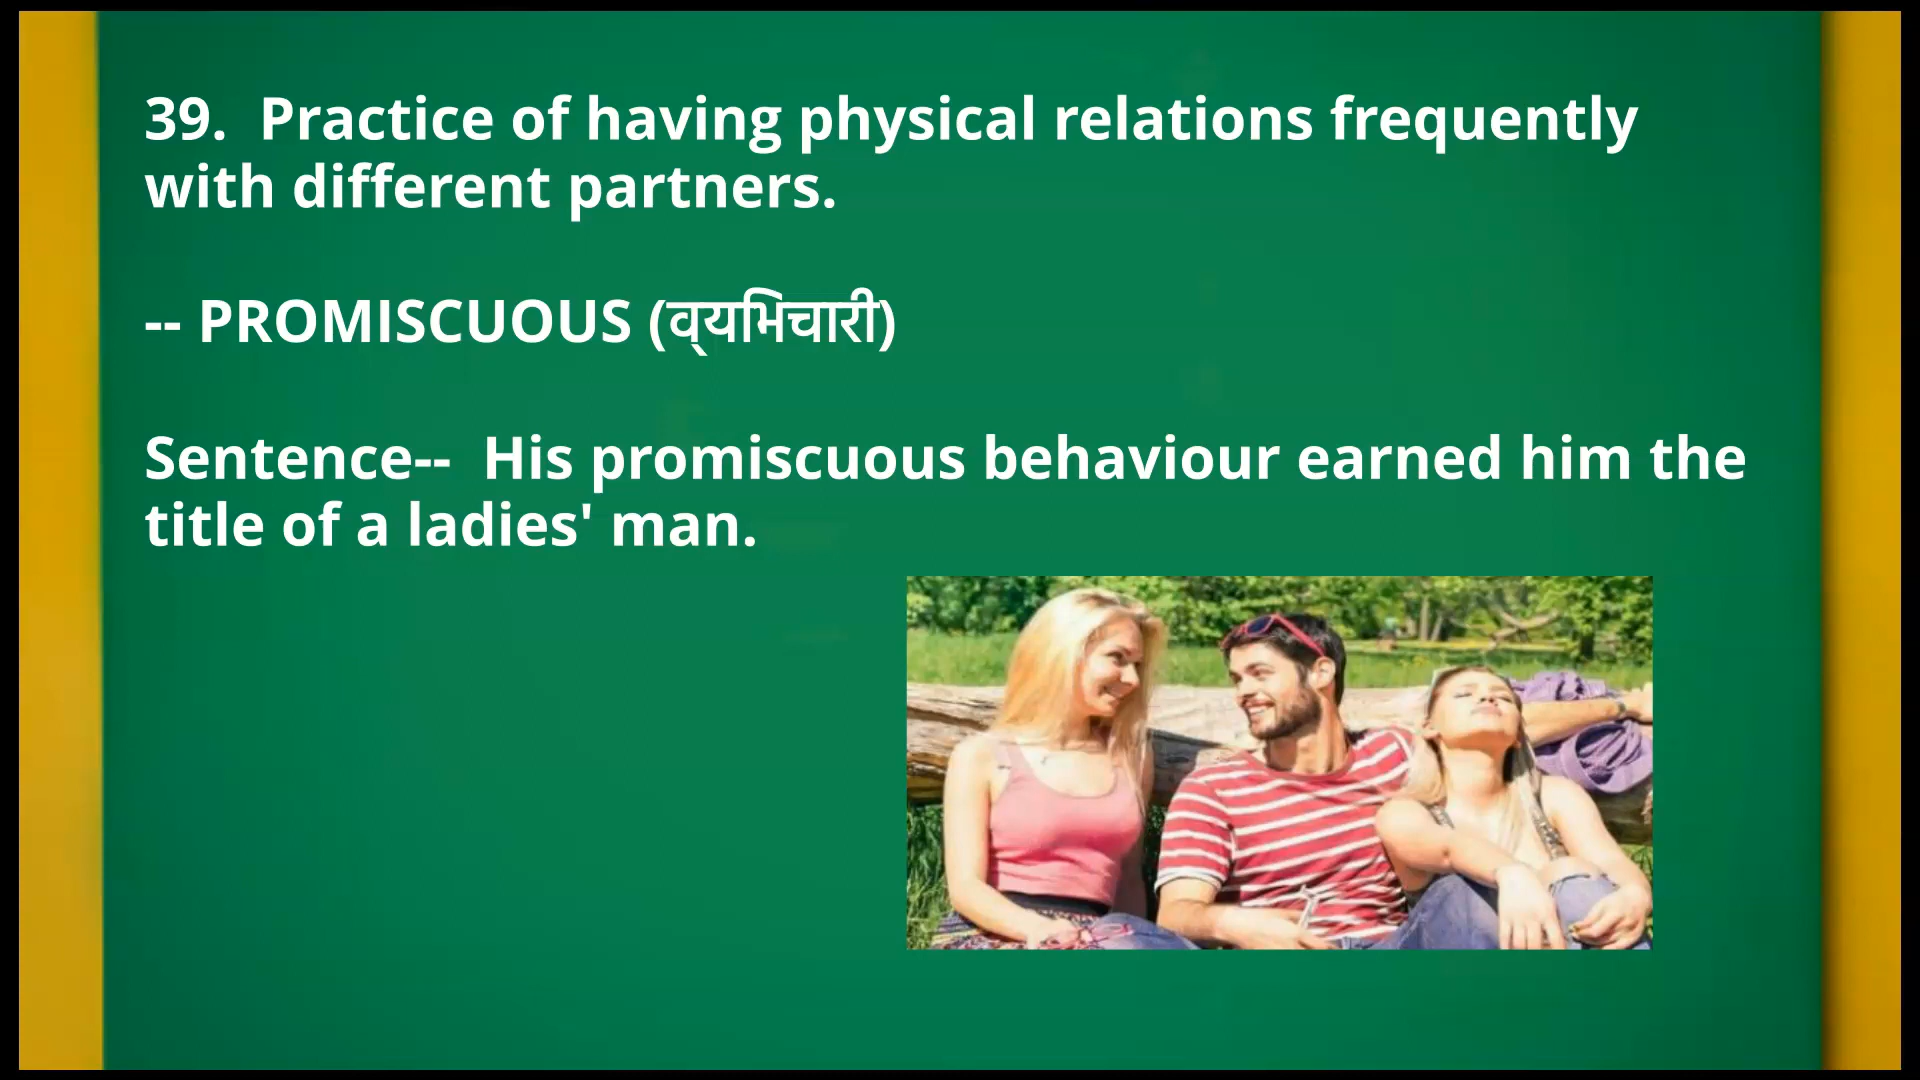 39.  Practice of having physical relations frequently
with different partners.
-- PROMISCUOUS (व्यभिचारी)
Sentence--  His promiscuous behaviour earned him the
title of a ladies' man.